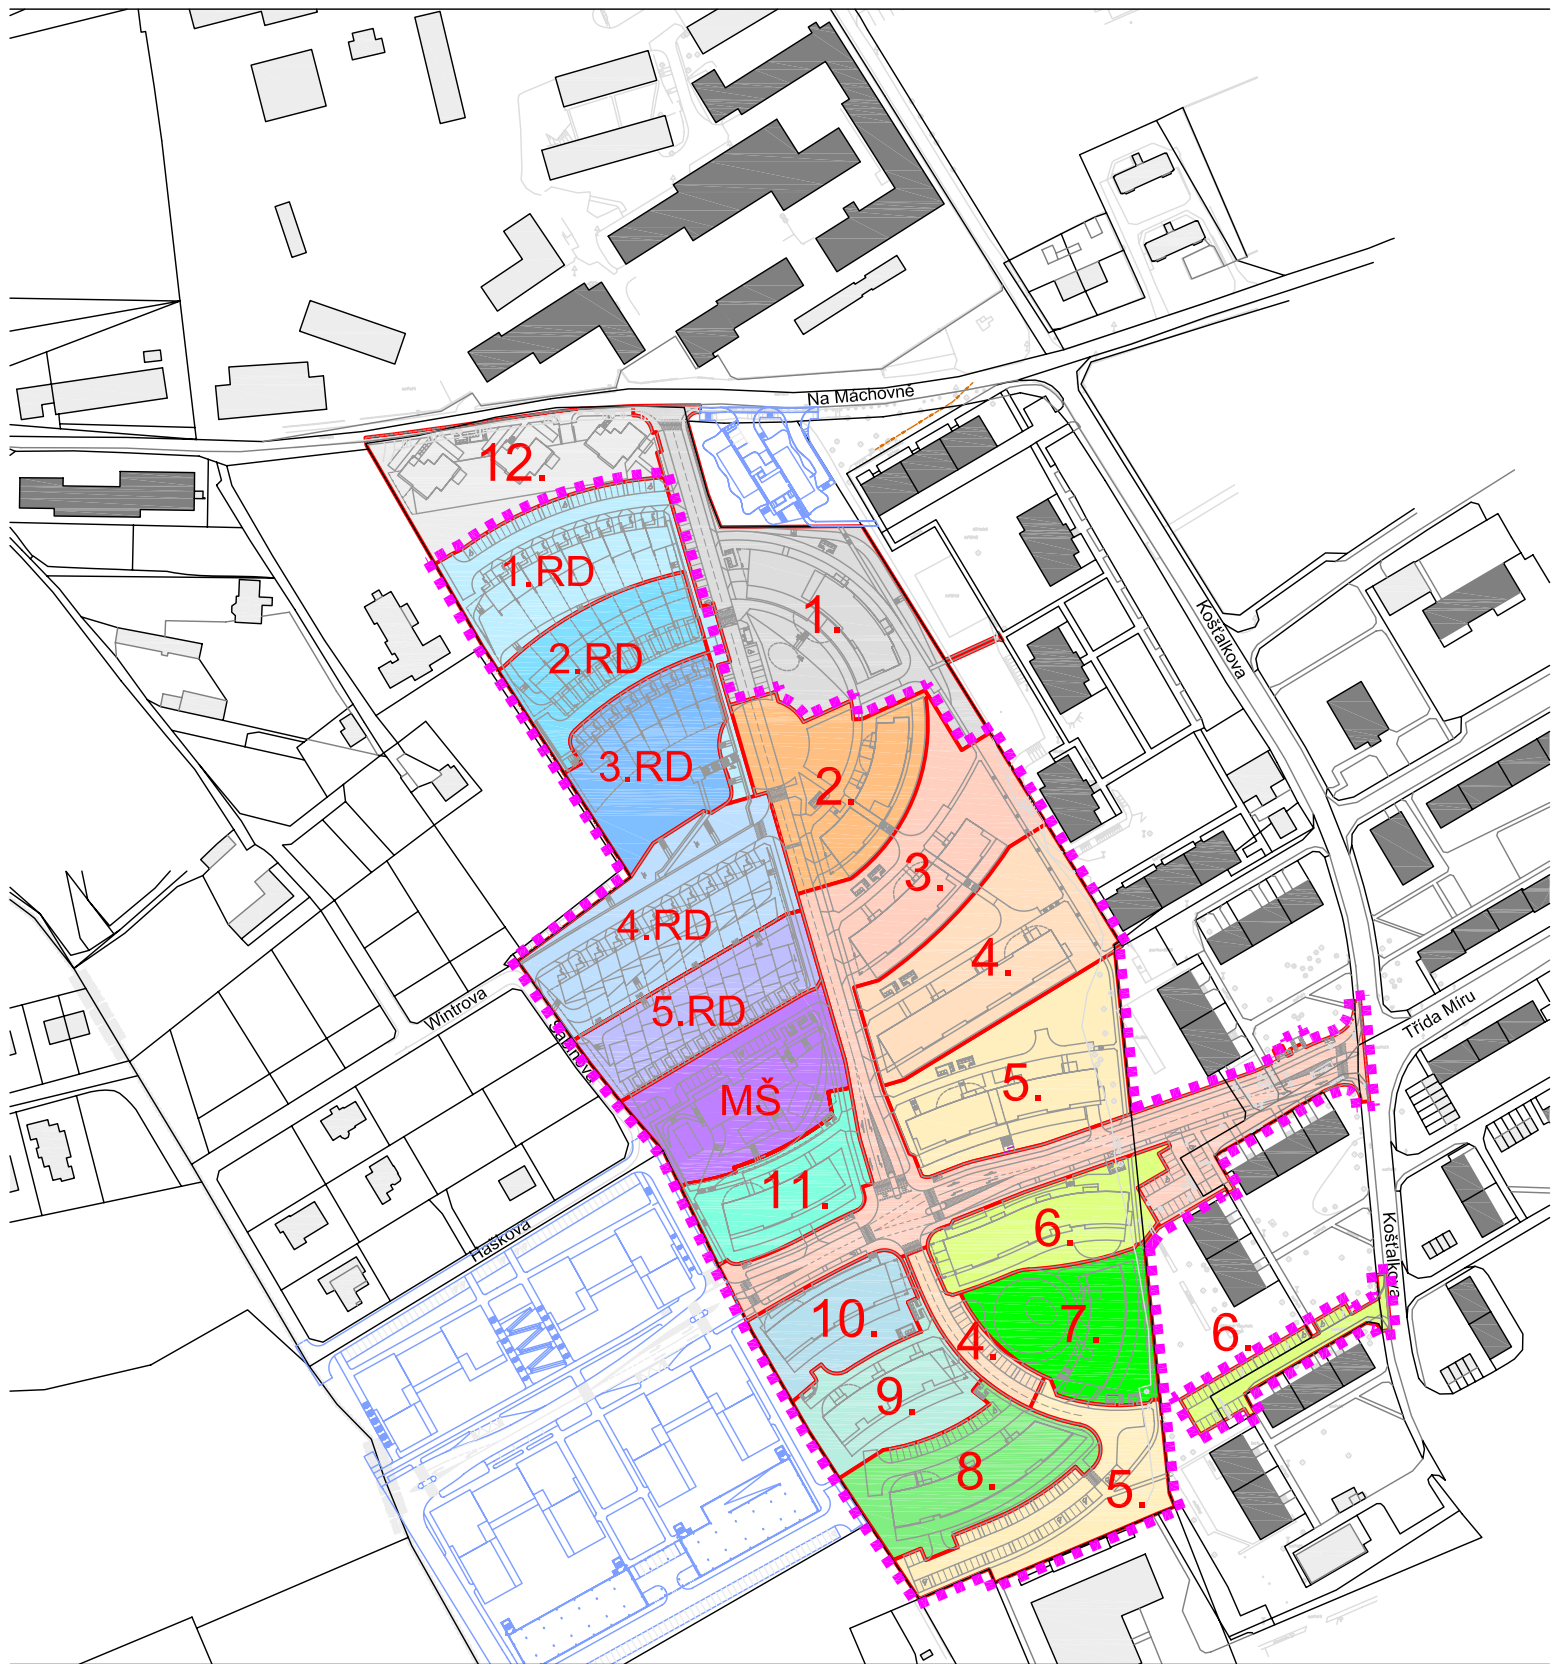 Na Máchovně
12.
1.RD
1.
2.RD
Košťálkova
3.RD
2.
3.
4.RD
4.
Wintrova
5.RD
Třída Míru
5.
MŠ
11.
6.
Haškova
Košťálkova
10.
7.
6.
4.
9.
8.
5.